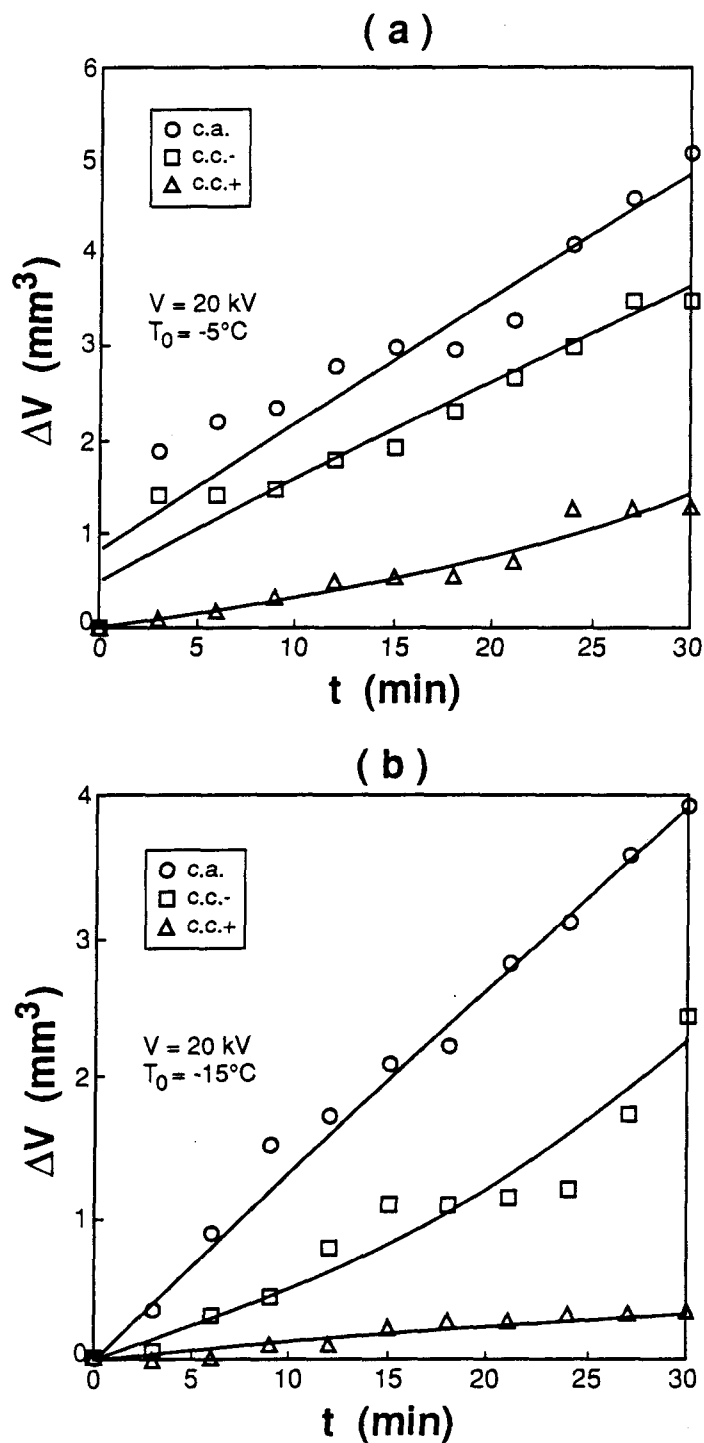 ( a )
6
5
4
3
2
1
0
ΔV (mm³)
c.a.
c.c.-
c.c.+
V = 20 kV
T₀ = -5°C
0 5 10 15 20 25 30
t (min)
( b )
4
3
2
1
0
ΔV (mm³)
c.a.
c.c.-
c.c.+
V = 20 kV
T₀ = -15°C
0 5 10 15 20 25 30
t (min)